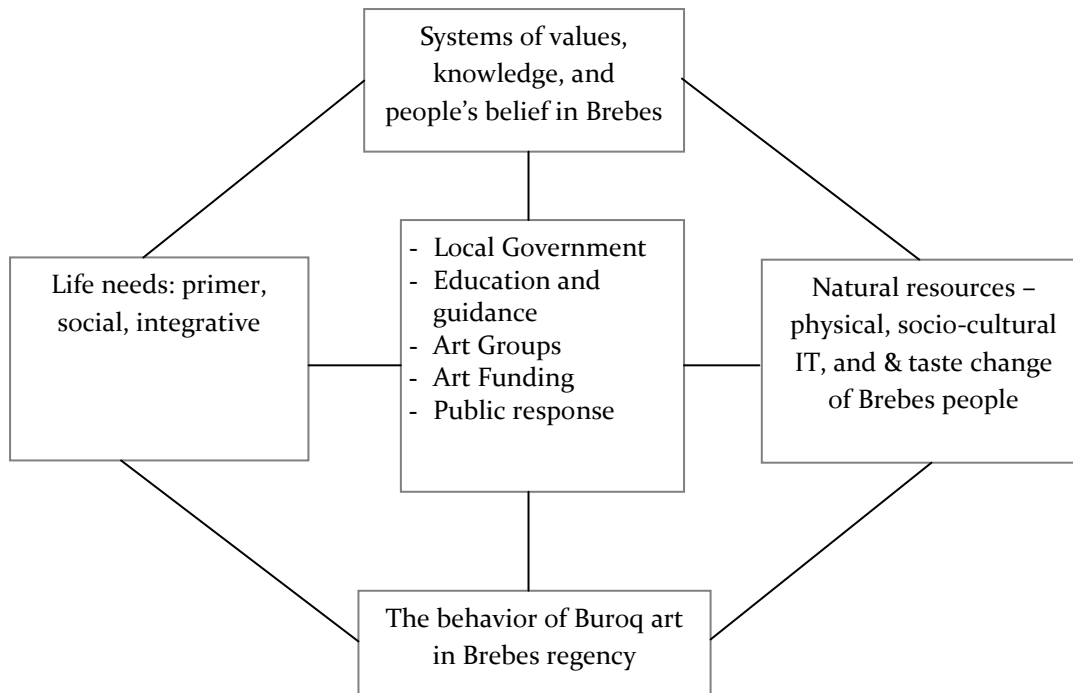 Systems of values,
knowledge, and
people's belief in Brebes
- Local Government
- Education and
guidance
- Art Groups
- Art Funding
- Public response
Life needs: primer,
social, integrative
Natural resources –
physical, socio-cultural
IT, and & taste change
of Brebes people
The behavior of Buroq art
in Brebes regency